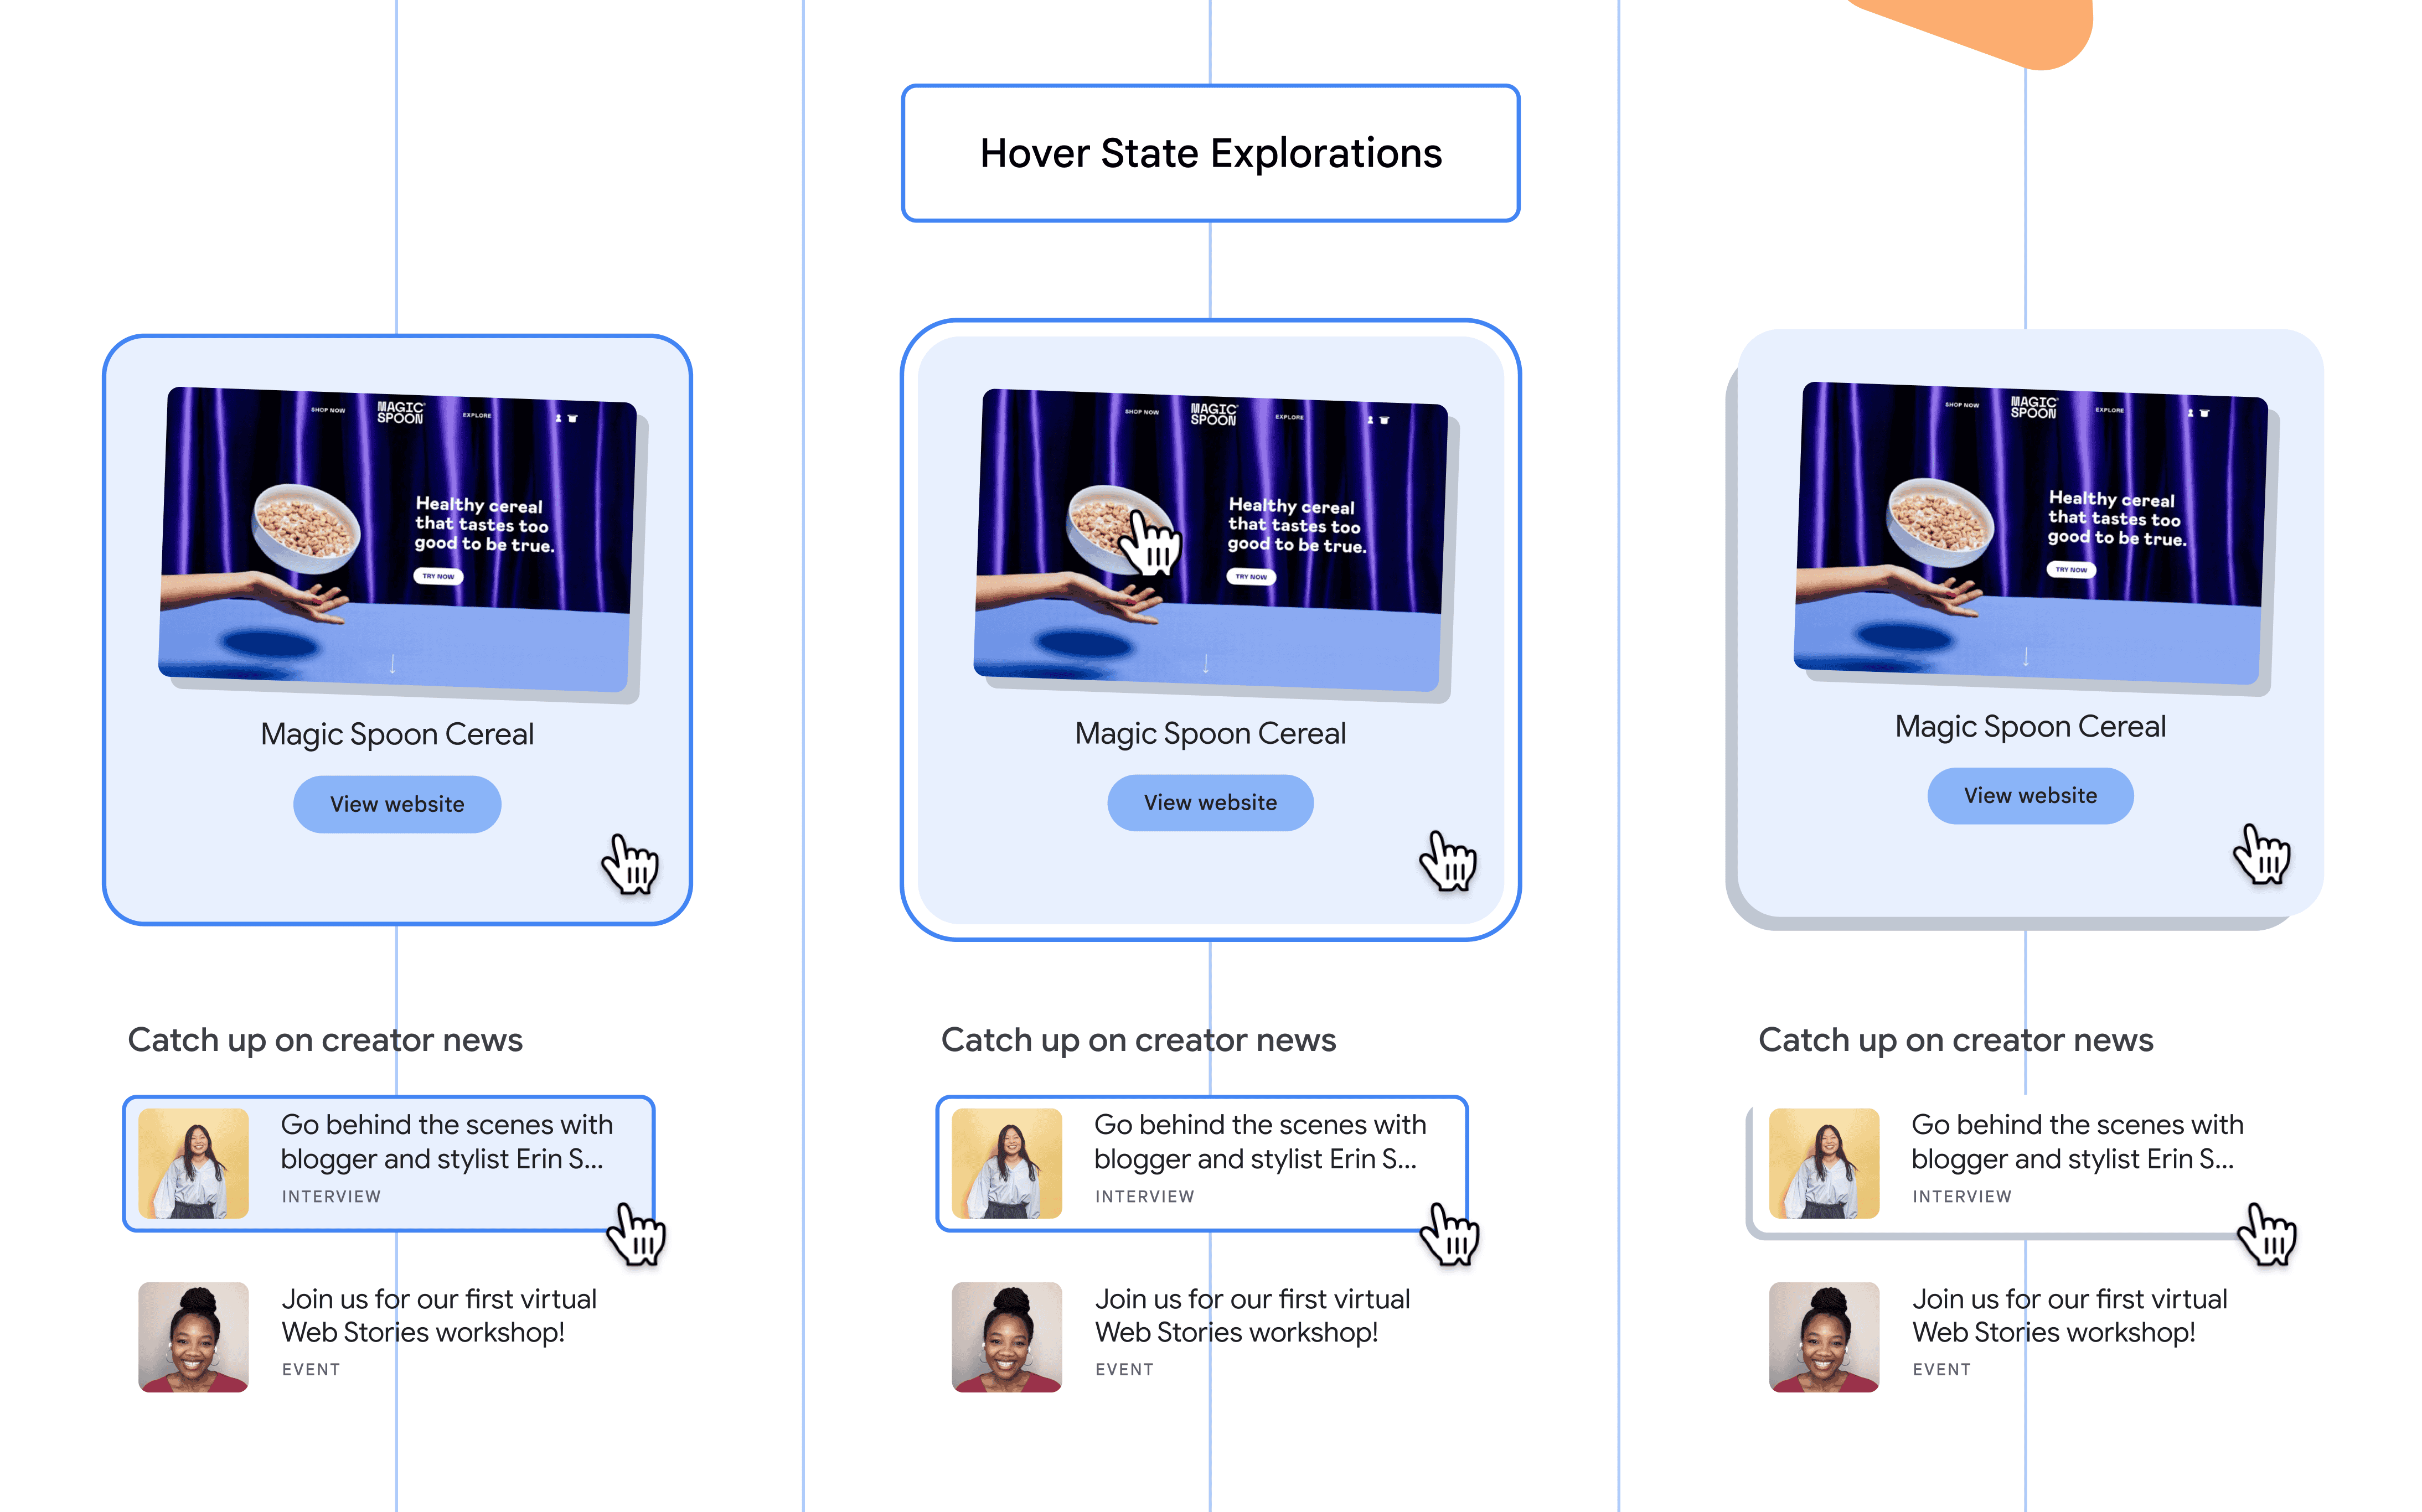 Hover State Explorations
SHOP NOW
MAGIC
SPOON
EXPLORE
Healthy cereal
that tastes too
good to be true.
TRY NOW
Magic Spoon Cereal
View website
SHOP NOW
MAGIC
SPOON
EXPLORE
Healthy cereal
that tastes too
good to be true.
TRY NOW
Magic Spoon Cereal
View website
SHOP NOW
MAGIC
SPOON
EXPLORE
Healthy cereal
that tastes too
good to be true.
TRY NOW
Magic Spoon Cereal
View website
Catch up on creator news
Go behind the scenes with
blogger and stylist Erin S...
INTERVIEW
Join us for our first virtual
Web Stories workshop!
EVENT
Catch up on creator news
Go behind the scenes with
blogger and stylist Erin S...
INTERVIEW
Join us for our first virtual
Web Stories workshop!
EVENT
Catch up on creator news
Go behind the scenes with
blogger and stylist Erin S...
INTERVIEW
Join us for our first virtual
Web Stories workshop!
EVENT